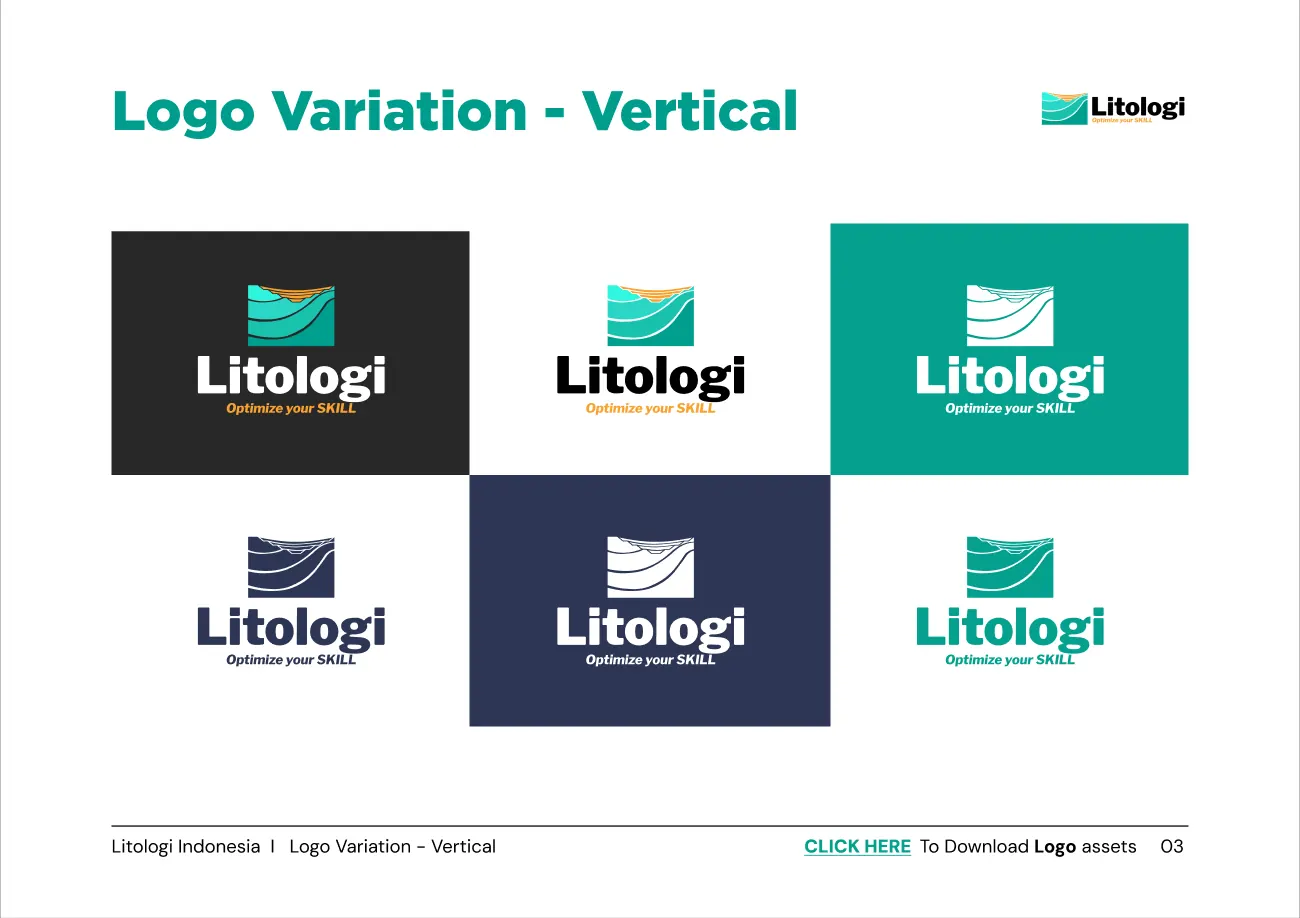 Logo Variation - Vertical
Litologi
Optimize your SKILL
Litologi
Optimize your SKILL
Litologi
Optimize your SKILL
Litologi
Optimize your SKILL
Litologi
Optimize your SKILL
Litologi
Optimize your SKILL
Litologi
Optimize your SKILL
Litologi Indonesia I Logo Variation - Vertical
CLICK HERE To Download Logo assets 03